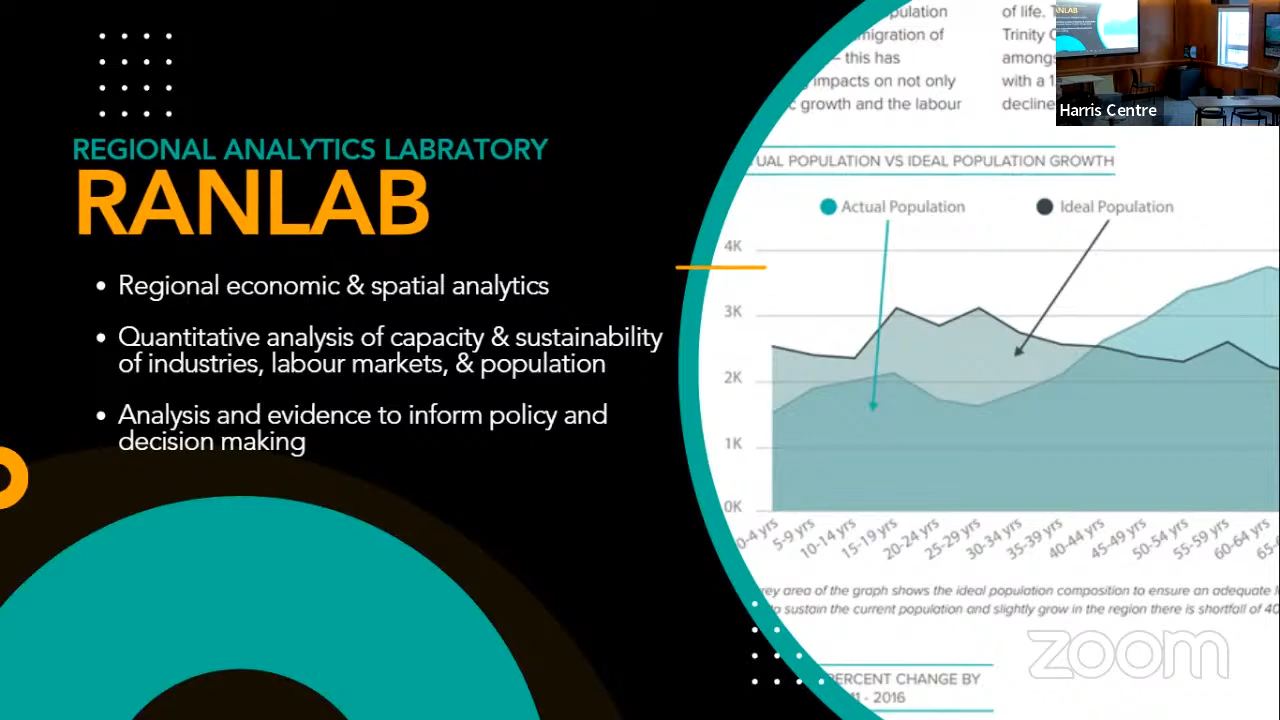 REGIONAL ANALYTICS LABRATORY
RANLAB
• Regional economic & spatial analytics
• Quantitative analysis of capacity & sustainability
of industries, labour markets, & population
• Analysis and evidence to inform policy and
decision making
migration of
– this has
impacts on not only
growth and the labour
of life.
Trinity
with a 1
decline
Harris Centre
POPULATION VS IDEAL POPULATION GROWTH
Actual Population
Ideal Population
4K
3K
2K
1K
0K
0-4 yrs
5-9 yrs
10-14 yrs
15-19 yrs
20-24 yrs
25-29 yrs
30-34 yrs
35-39 yrs
40-44 yrs
45-49 yrs
50-54 yrs
55-59 yrs
60-64 yrs
65-
area of the graph shows the ideal population composition to ensure an adequate
to sustain the current population and slightly grow in the region there is shortfall of 40
zoom
PERCENT CHANGE BY
- 2016